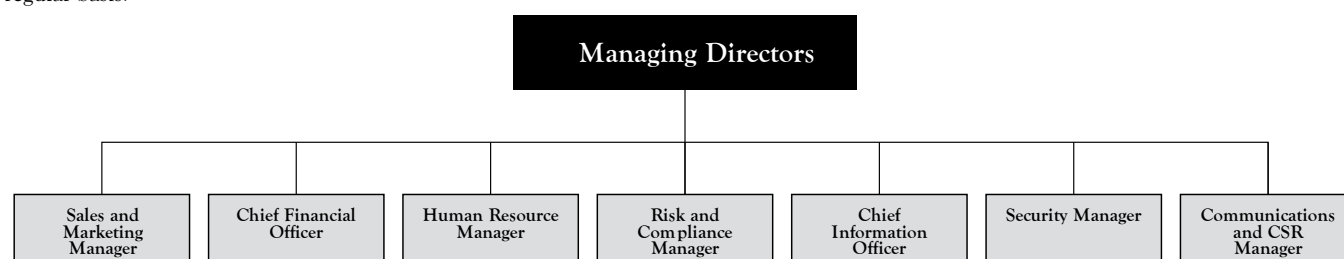 regular basis.
Managing Directors
Sales and
Marketing
Manager
Chief Financial
Officer
Human Resource
Manager
Risk and
Compliance
Manager
Chief
Information
Officer
Security Manager
Communications
and CSR
Manager